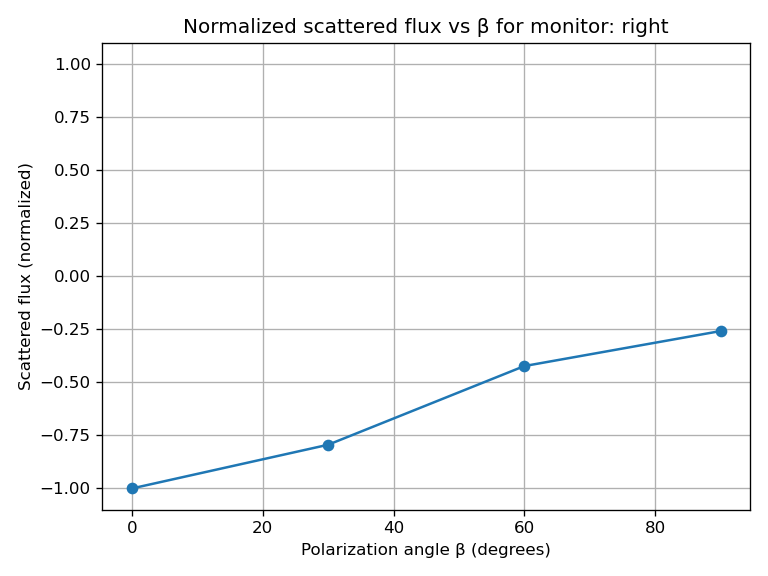 Normalized scattered flux vs β for monitor: right
1.00
0.75
0.50
0.25
0.00
−0.25
−0.50
−0.75
−1.00
Scattered flux (normalized)
0 20 40 60 80
Polarization angle β (degrees)